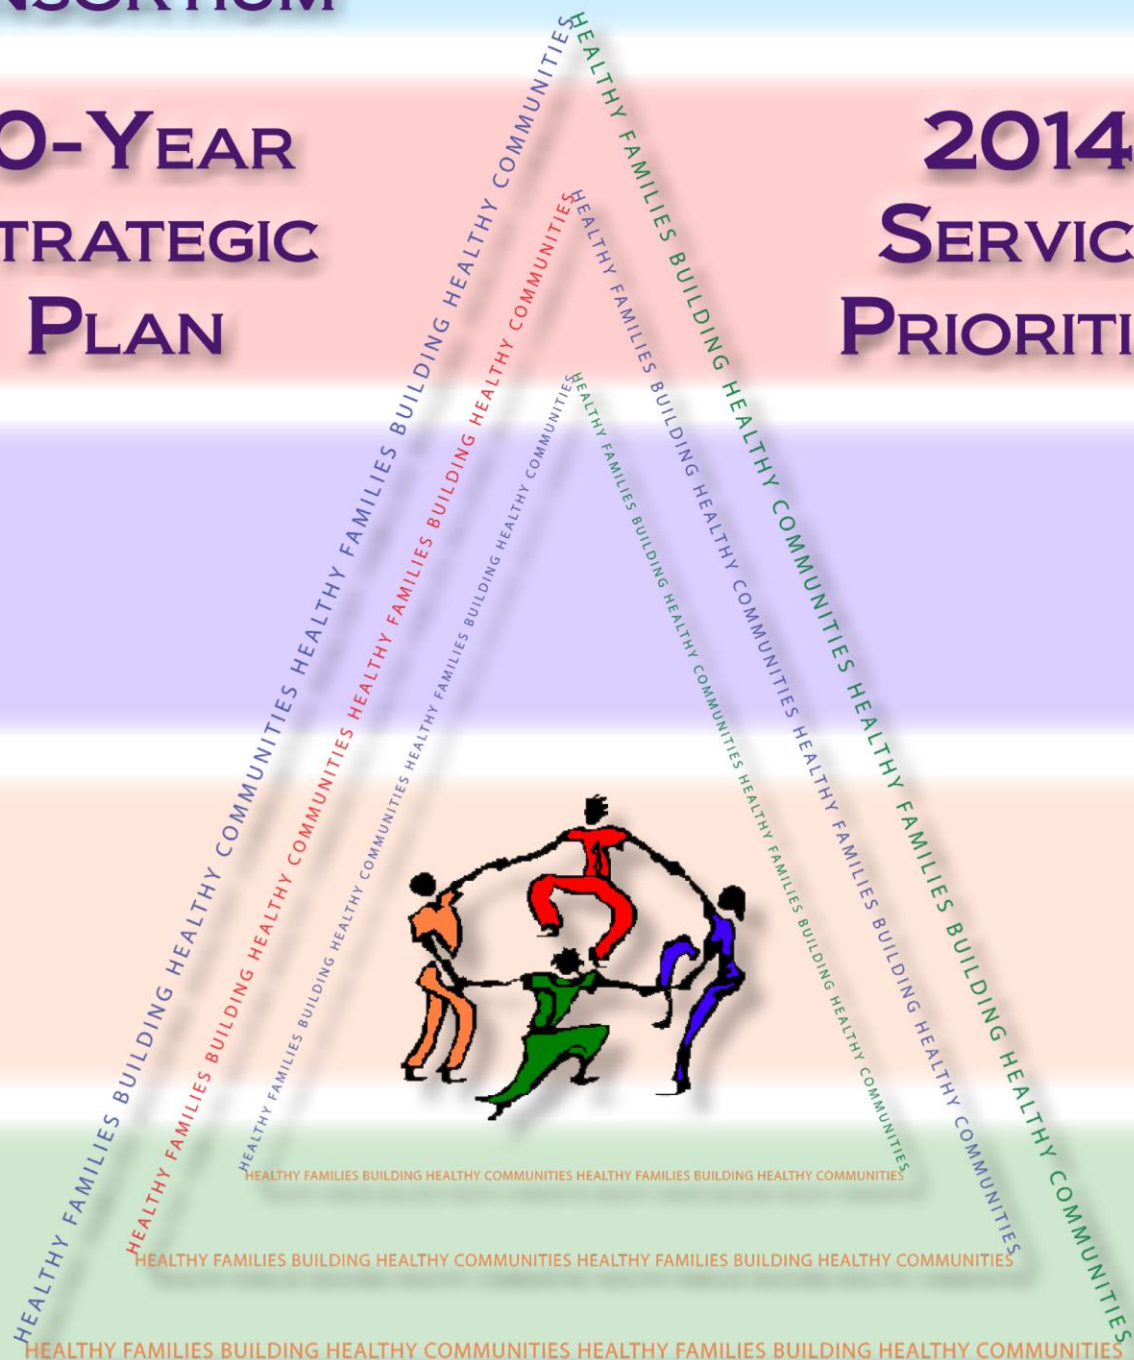 NSORTIUM
0-YEAR
TRATEGIC
PLAN
2014
SERVIC
PRIORITI
HEALTHY FAMILIES BUILDING HEALTHY COMMUNITIES HEALTHY FAMILIES BUILDING HEALTHY COMMUNITIES
HEALTHY FAMILIES BUILDING HEALTHY COMMUNITIES HEALTHY FAMILIES BUILDING HEALTHY COMMUNITIES
HEALTHY FAMILIES BUILDING HEALTHY COMMUNITIES HEALTHY FAMILIES BUILDING HEALTHY COMMUNITIES
HEALTHY FAMILIES BUILDING HEALTHY COMMUNITIES HEALTHY FAMILIES BUILDING HEALTHY COMMUNITIES
HEALTHY FAMILIES BUILDING HEALTHY COMMUNITIES HEALTHY FAMILIES BUILDING HEALTHY COMMUNITIES
HEALTHY FAMILIES BUILDING HEALTHY COMMUNITIES HEALTHY FAMILIES BUILDING HEALTHY COMMUNITIES
HEALTHY FAMILIES BUILDING HEALTHY COMMUNITIES HEALTHY FAMILIES BUILDING HEALTHY COMMUNITIES
HEALTHY FAMILIES BUILDING HEALTHY COMMUNITIES HEALTHY FAMILIES BUILDING HEALTHY COMMUNITIES
HEALTHY FAMILIES BUILDING HEALTHY COMMUNITIES HEALTHY FAMILIES BUILDING HEALTHY COMMUNITIES